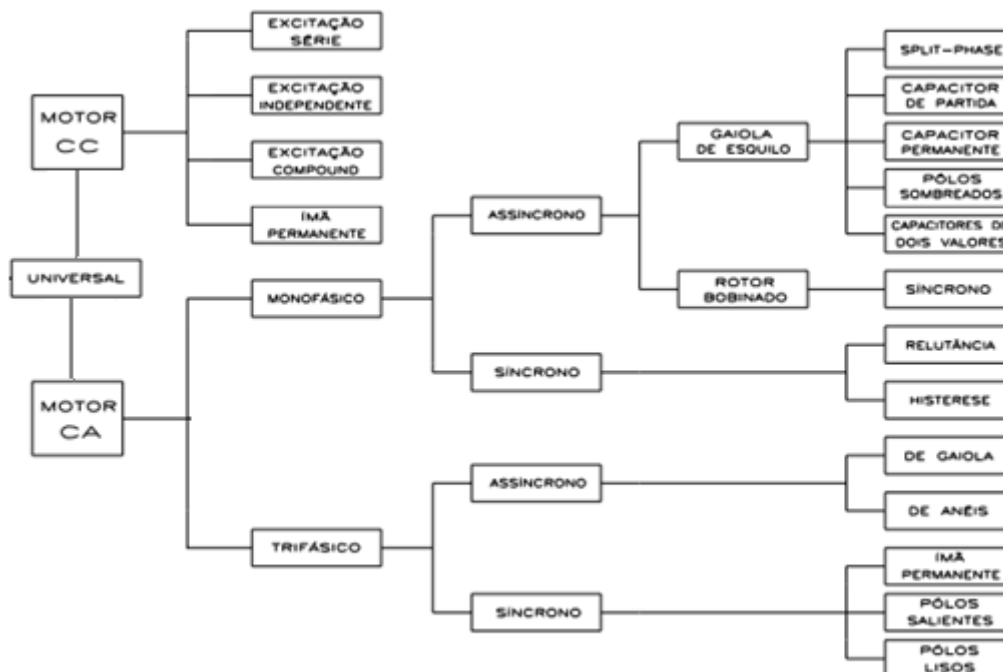 EXCITAÇÃO
SÉRIE
EXCITAÇÃO
INDEPENDENTE
EXCITAÇÃO
COMPOUND
IMÃ
PERMANENTE
MOTOR
CC
UNIVERSAL
MOTOR
CA
MONOFÁSICO
TRIFÁSICO
ASSÍNCRONO
SÍNCRONO
ASSÍNCRONO
SÍNCRONO
GAIOLA
DE ESQUILO
ROTOR
BOBINADO
SPLIT-PHASE
CAPACITOR
DE PARTIDA
CAPACITOR
PERMANENTE
PÓLOS
SOMBREADOS
CAPACITORES DE
DOIS VALORES
SÍNCRONO
RELUTÂNCIA
HISTERESE
DE GAIOLA
DE ANÉIS
IMÃ
PERMANENTE
PÓLOS
SALIENTES
PÓLOS
LISOS